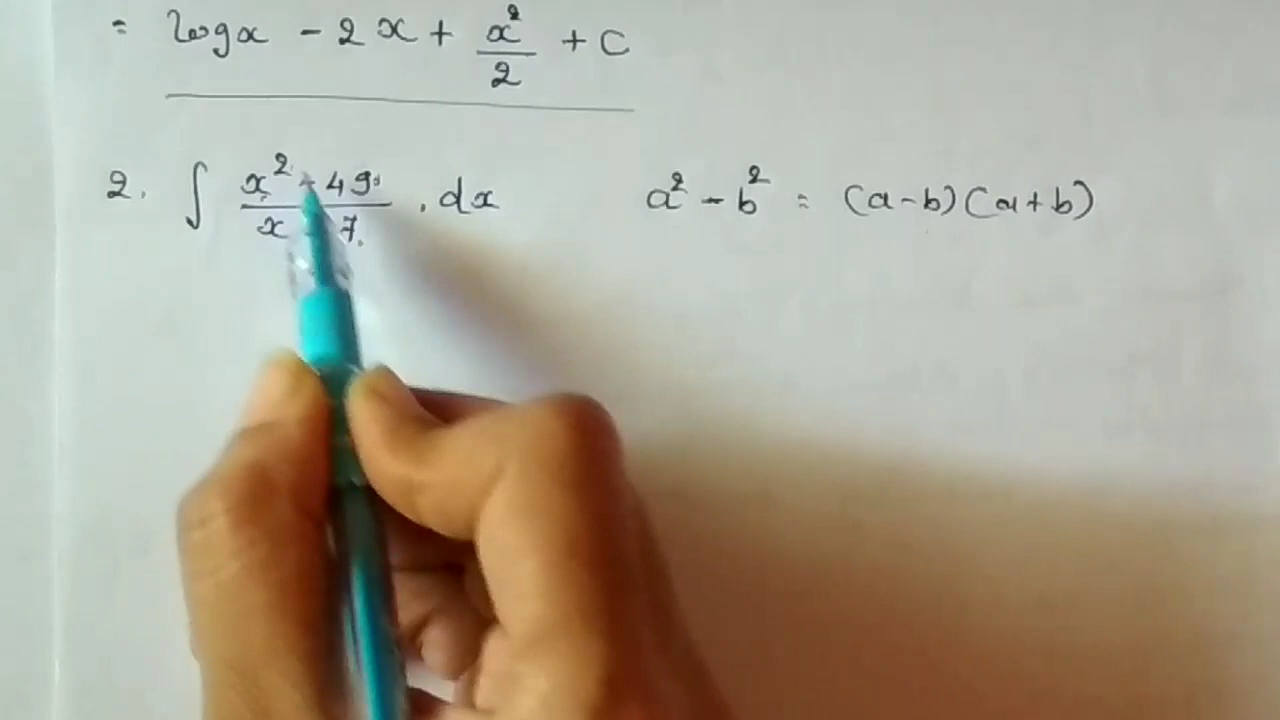 = log x - 2x + x²/2 + C
2. ∫ x² - 49 / x 7 . dx a² - b² = (a-b)(a+b)